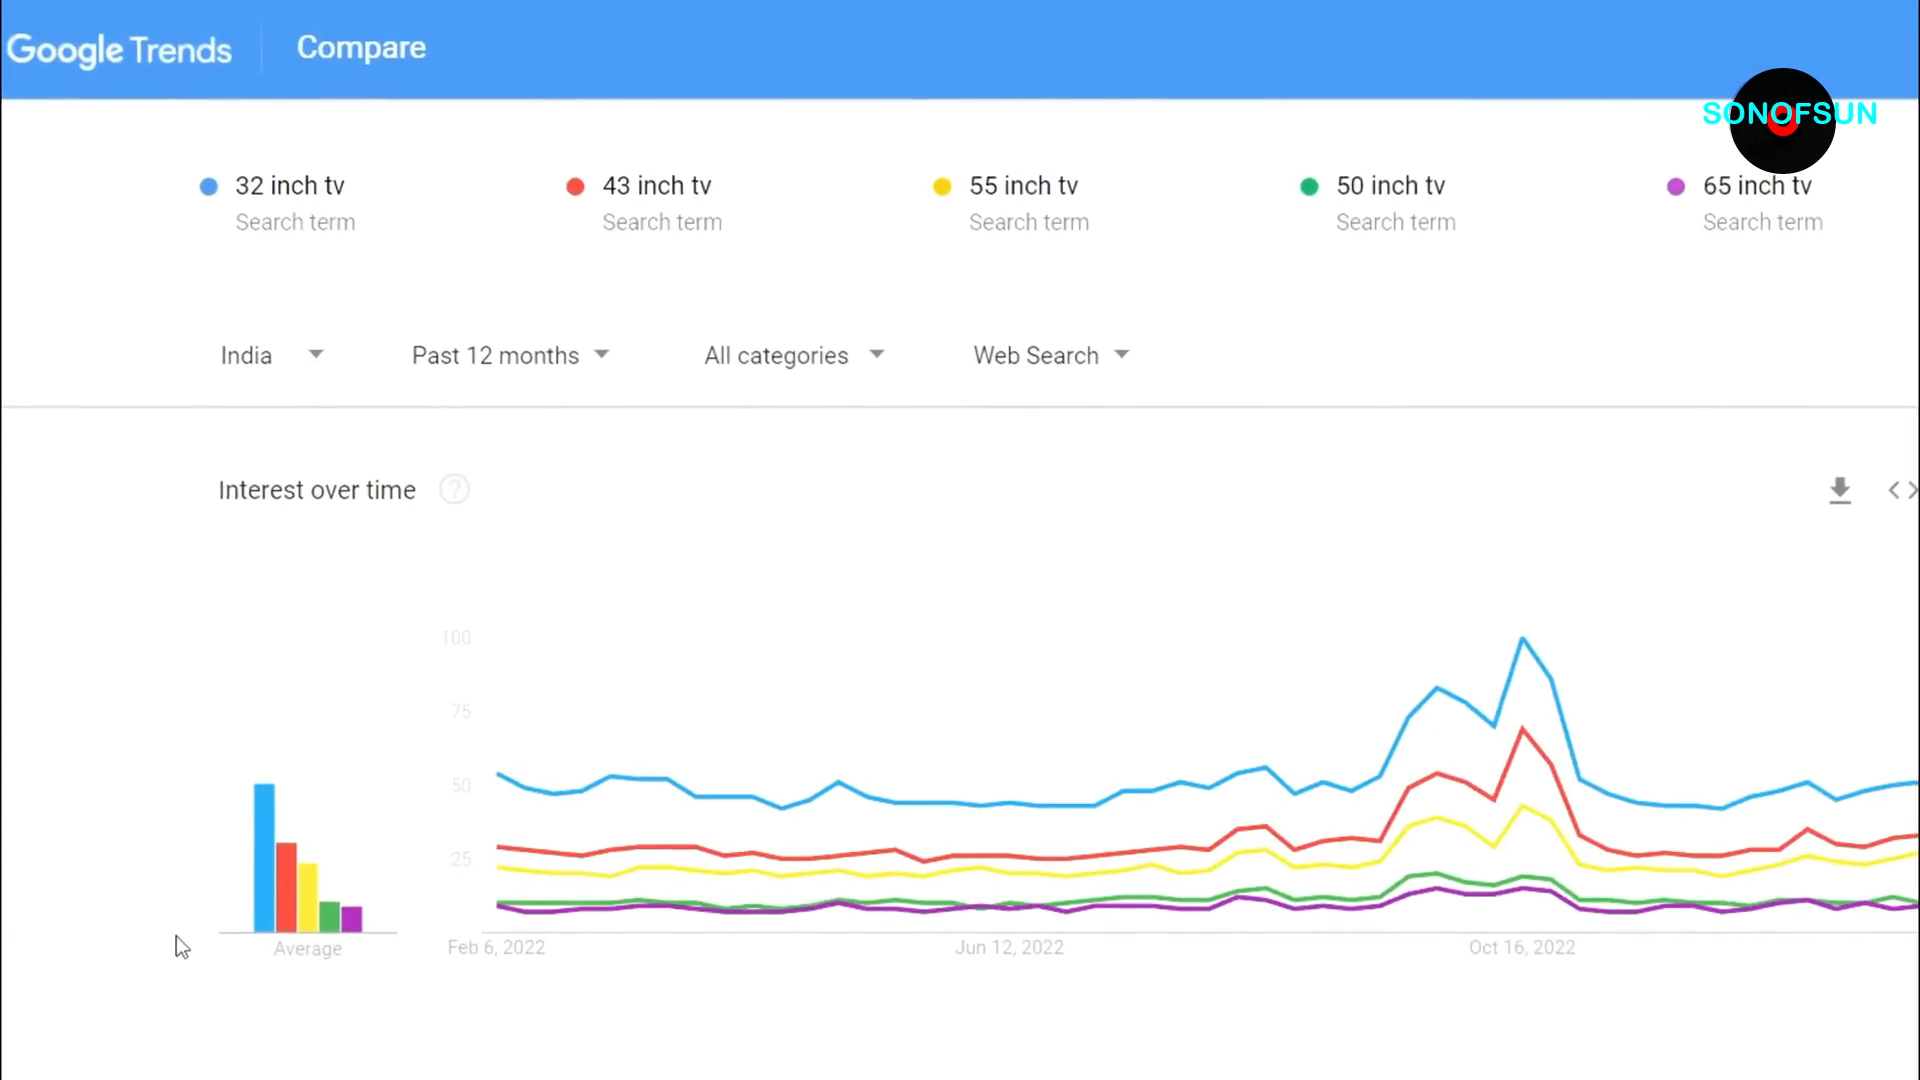 Google Trends
Compare
SONOFSUN
32 inch tv
Search term
43 inch tv
Search term
55 inch tv
Search term
50 inch tv
Search term
65 inch tv
Search term
India
Past 12 months
All categories
Web Search
Interest over time
?
100
75
50
25
Average
Feb 6, 2022
Jun 12, 2022
Oct 16, 2022